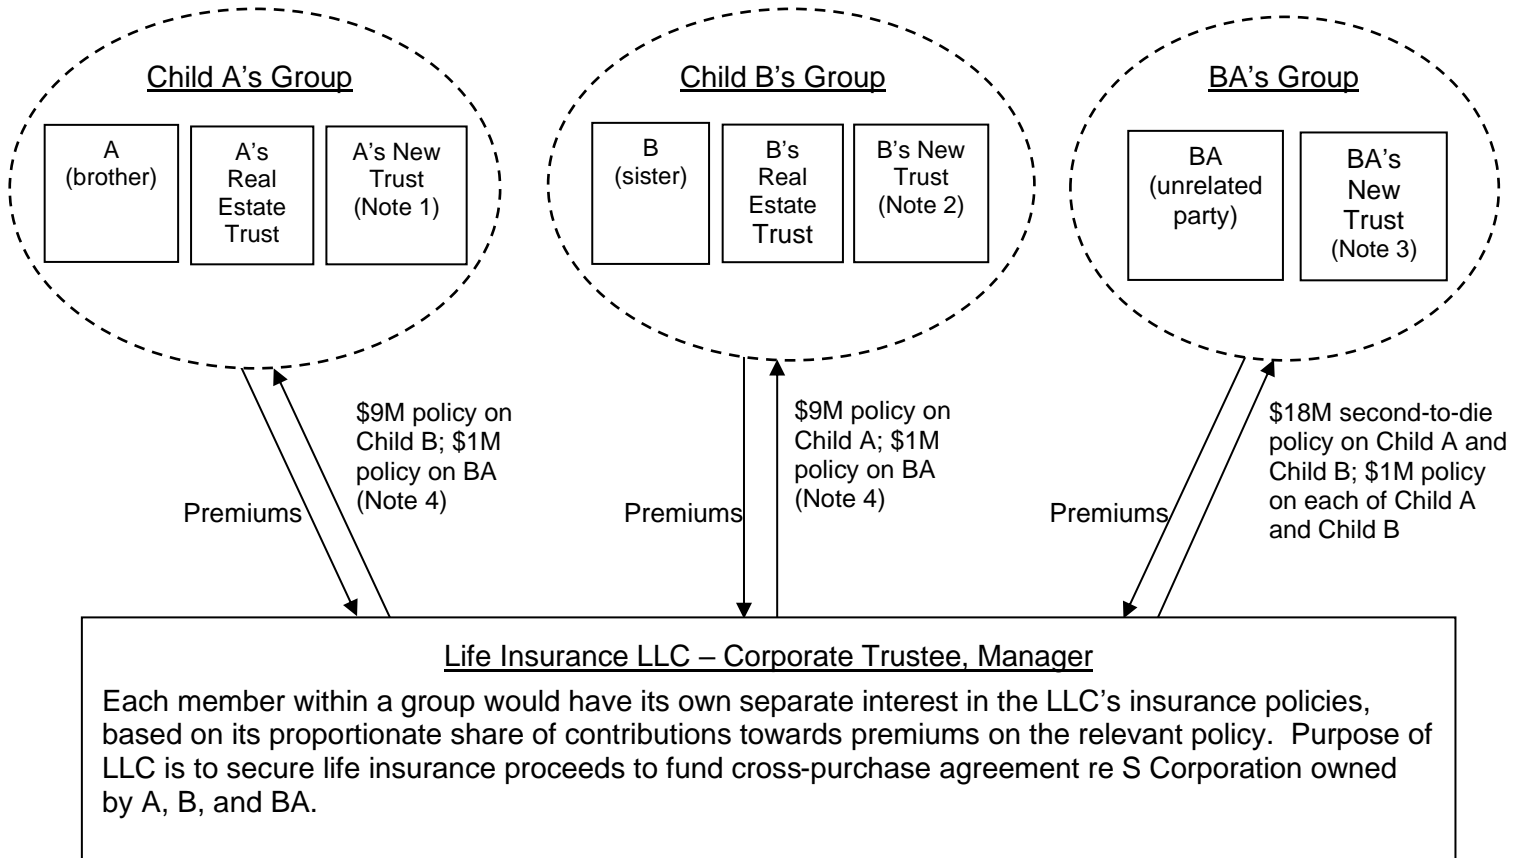 Child A's Group
A
(brother)
A's
Real
Estate
Trust
A's New
Trust
(Note 1)
Child B's Group
B
(sister)
B's
Real
Estate
Trust
B's New
Trust
(Note 2)
BA's Group
BA
(unrelated
party)
BA's
New
Trust
(Note 3)
Premiums
$9M policy on
Child B; $1M
policy on BA
(Note 4)
Premiums
$9M policy on
Child A; $1M
policy on BA
(Note 4)
Premiums
$18M second-to-die
policy on Child A and
Child B; $1M policy
on each of Child A
and Child B
Life Insurance LLC – Corporate Trustee, Manager
Each member within a group would have its own separate interest in the LLC's insurance policies,
based on its proportionate share of contributions towards premiums on the relevant policy.  Purpose of
LLC is to secure life insurance proceeds to fund cross-purchase agreement re S Corporation owned
by A, B, and BA.